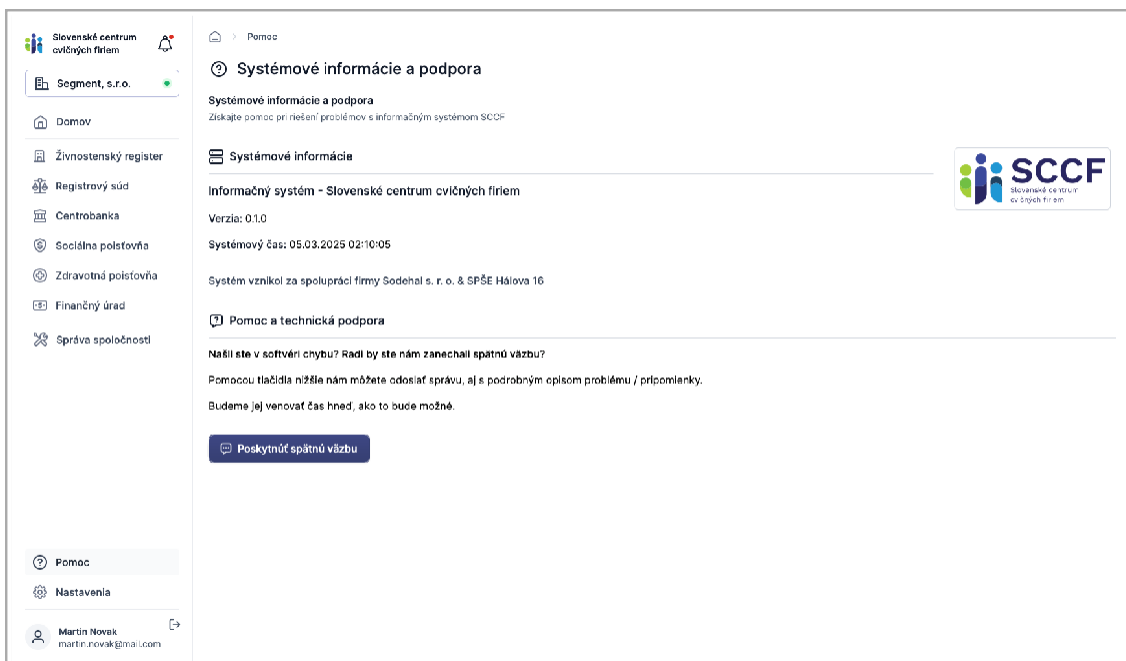 Slovenské centrum
cvičných firiem
Segment, s.r.o.
Domov
Živnostenský register
Registrový súd
Centrobanka
Sociálna poisťovňa
Zdravotná poisťovňa
Finančný úrad
Správa spoločnosti
Pomoc
Nastavenia
Martin Novak
martin.novak@mail.com
Pomoc
Systémové informácie a podpora
Systémové informácie a podpora
Získajte pomoc pri riešení problémov s informačným systémom SCCF
Systémové informácie
SCCF
Slovenské centrum
cvičných firiem
Informačný systém - Slovenské centrum cvičných firiem
Verzia: 0.1.0
Systémový čas: 05.03.2025 02:10:05
Systém vznikol za spolupráci firmy Sodehal s. r. o. & SPŠE Hálova 16
Pomoc a technická podpora
Našli ste v softvéri chybu? Radi by ste nám zanechali spätnú väzbu?
Pomocou tlačidla nižšie nám môžete odoslať správu, aj s podrobným opisom problému / pripomienky.
Budeme jej venovať čas hneď, ako to bude možné.
Poskytnúť spätnú väzbu